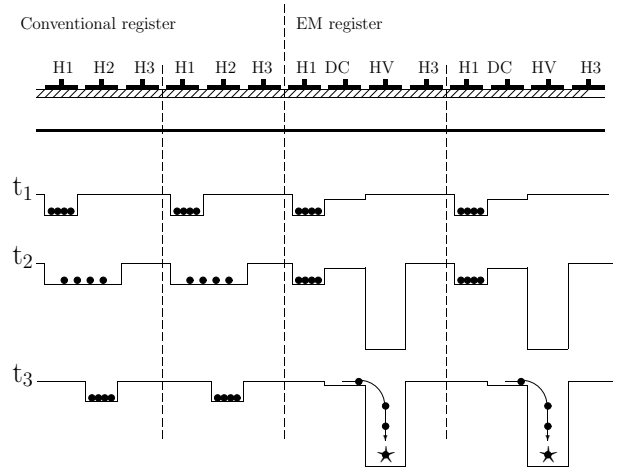 Conventional register EM register
H1 H2 H3 H1 H2 H3 H1 DC HV H3 H1 DC HV H3
t1
t2
t3